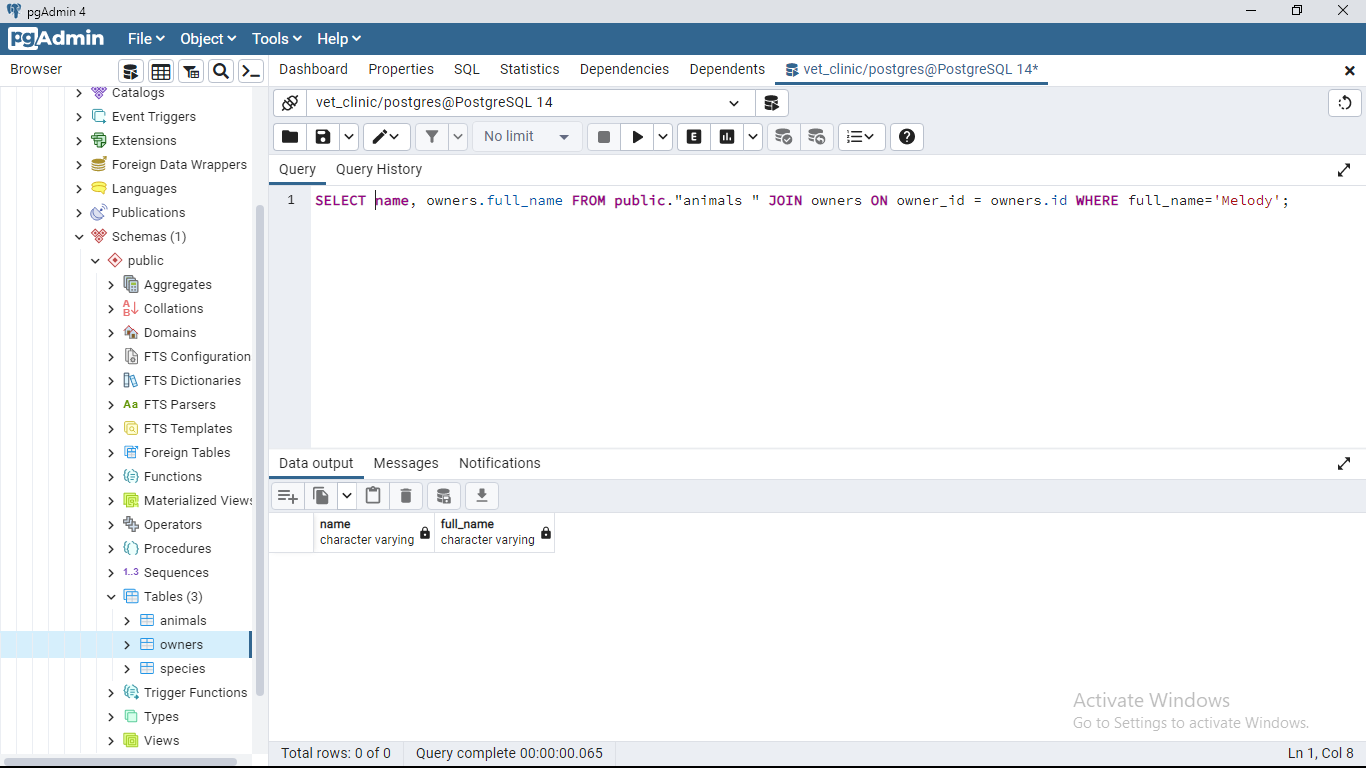 pgAdmin 4
pgAdmin File Object Tools Help
Browser
Dashboard Properties SQL Statistics Dependencies Dependents vet_clinic/postgres@PostgreSQL 14*
Catalogs
Event Triggers
Extensions
Foreign Data Wrappers
Languages
Publications
Schemas (1)
public
Aggregates
Collations
Domains
FTS Configuration
FTS Dictionaries
Aa FTS Parsers
FTS Templates
Foreign Tables
Functions
Materialized Views
Operators
Procedures
1..3 Sequences
Tables (3)
animals
owners
species
Trigger Functions
Types
Views
vet_clinic/postgres@PostgreSQL 14
No limit E
Query Query History
1 SELECT name, owners.full_name FROM public."animals " JOIN owners ON owner_id = owners.id WHERE full_name='Melody';
Data output Messages Notifications
name full_name
character varying character varying
Activate Windows
Go to Settings to activate Windows.
Total rows: 0 of 0 Query complete 00:00:00.065 Ln 1, Col 8